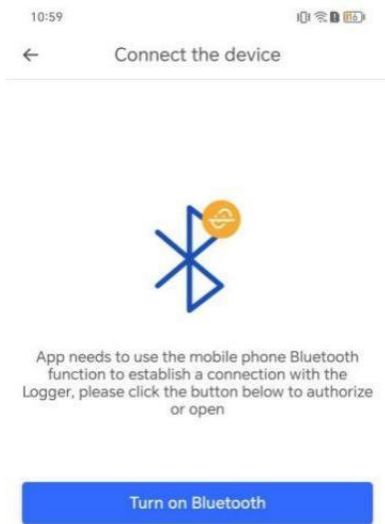 10:59
16
← Connect the device
App needs to use the mobile phone Bluetooth
function to establish a connection with the
Logger, please click the button below to authorize
or open
Turn on Bluetooth